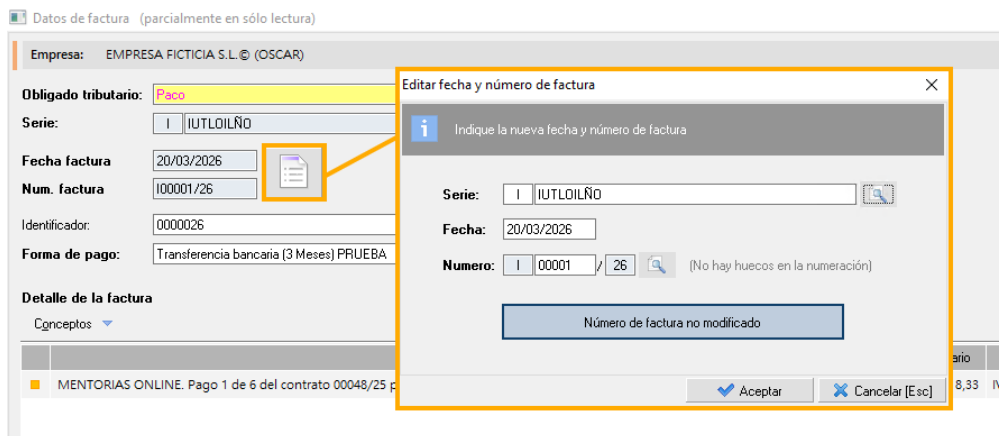 Datos de factura (parcialmente en sólo lectura)
Empresa: EMPRESA FICTICIA S.L.© (OSCAR)
Obligado tributario: Paco
Serie: I IUTLOILÑO
Fecha factura 20/03/2026
Num. factura I00001/26
Identificador: 0000026
Forma de pago: Transferencia bancaria (3 Meses) PRUEBA
Detalle de la factura
Conceptos
MENTORIAS ONLINE. Pago 1 de 6 del contrato 00048/25 p
ario
8,33 IV
Editar fecha y número de factura
Indique la nueva fecha y número de factura
Serie: I IUTLOILÑO
Fecha: 20/03/2026
Numero: I 00001 / 26 (No hay huecos en la numeración)
Número de factura no modificado
Aceptar Cancelar [Esc]